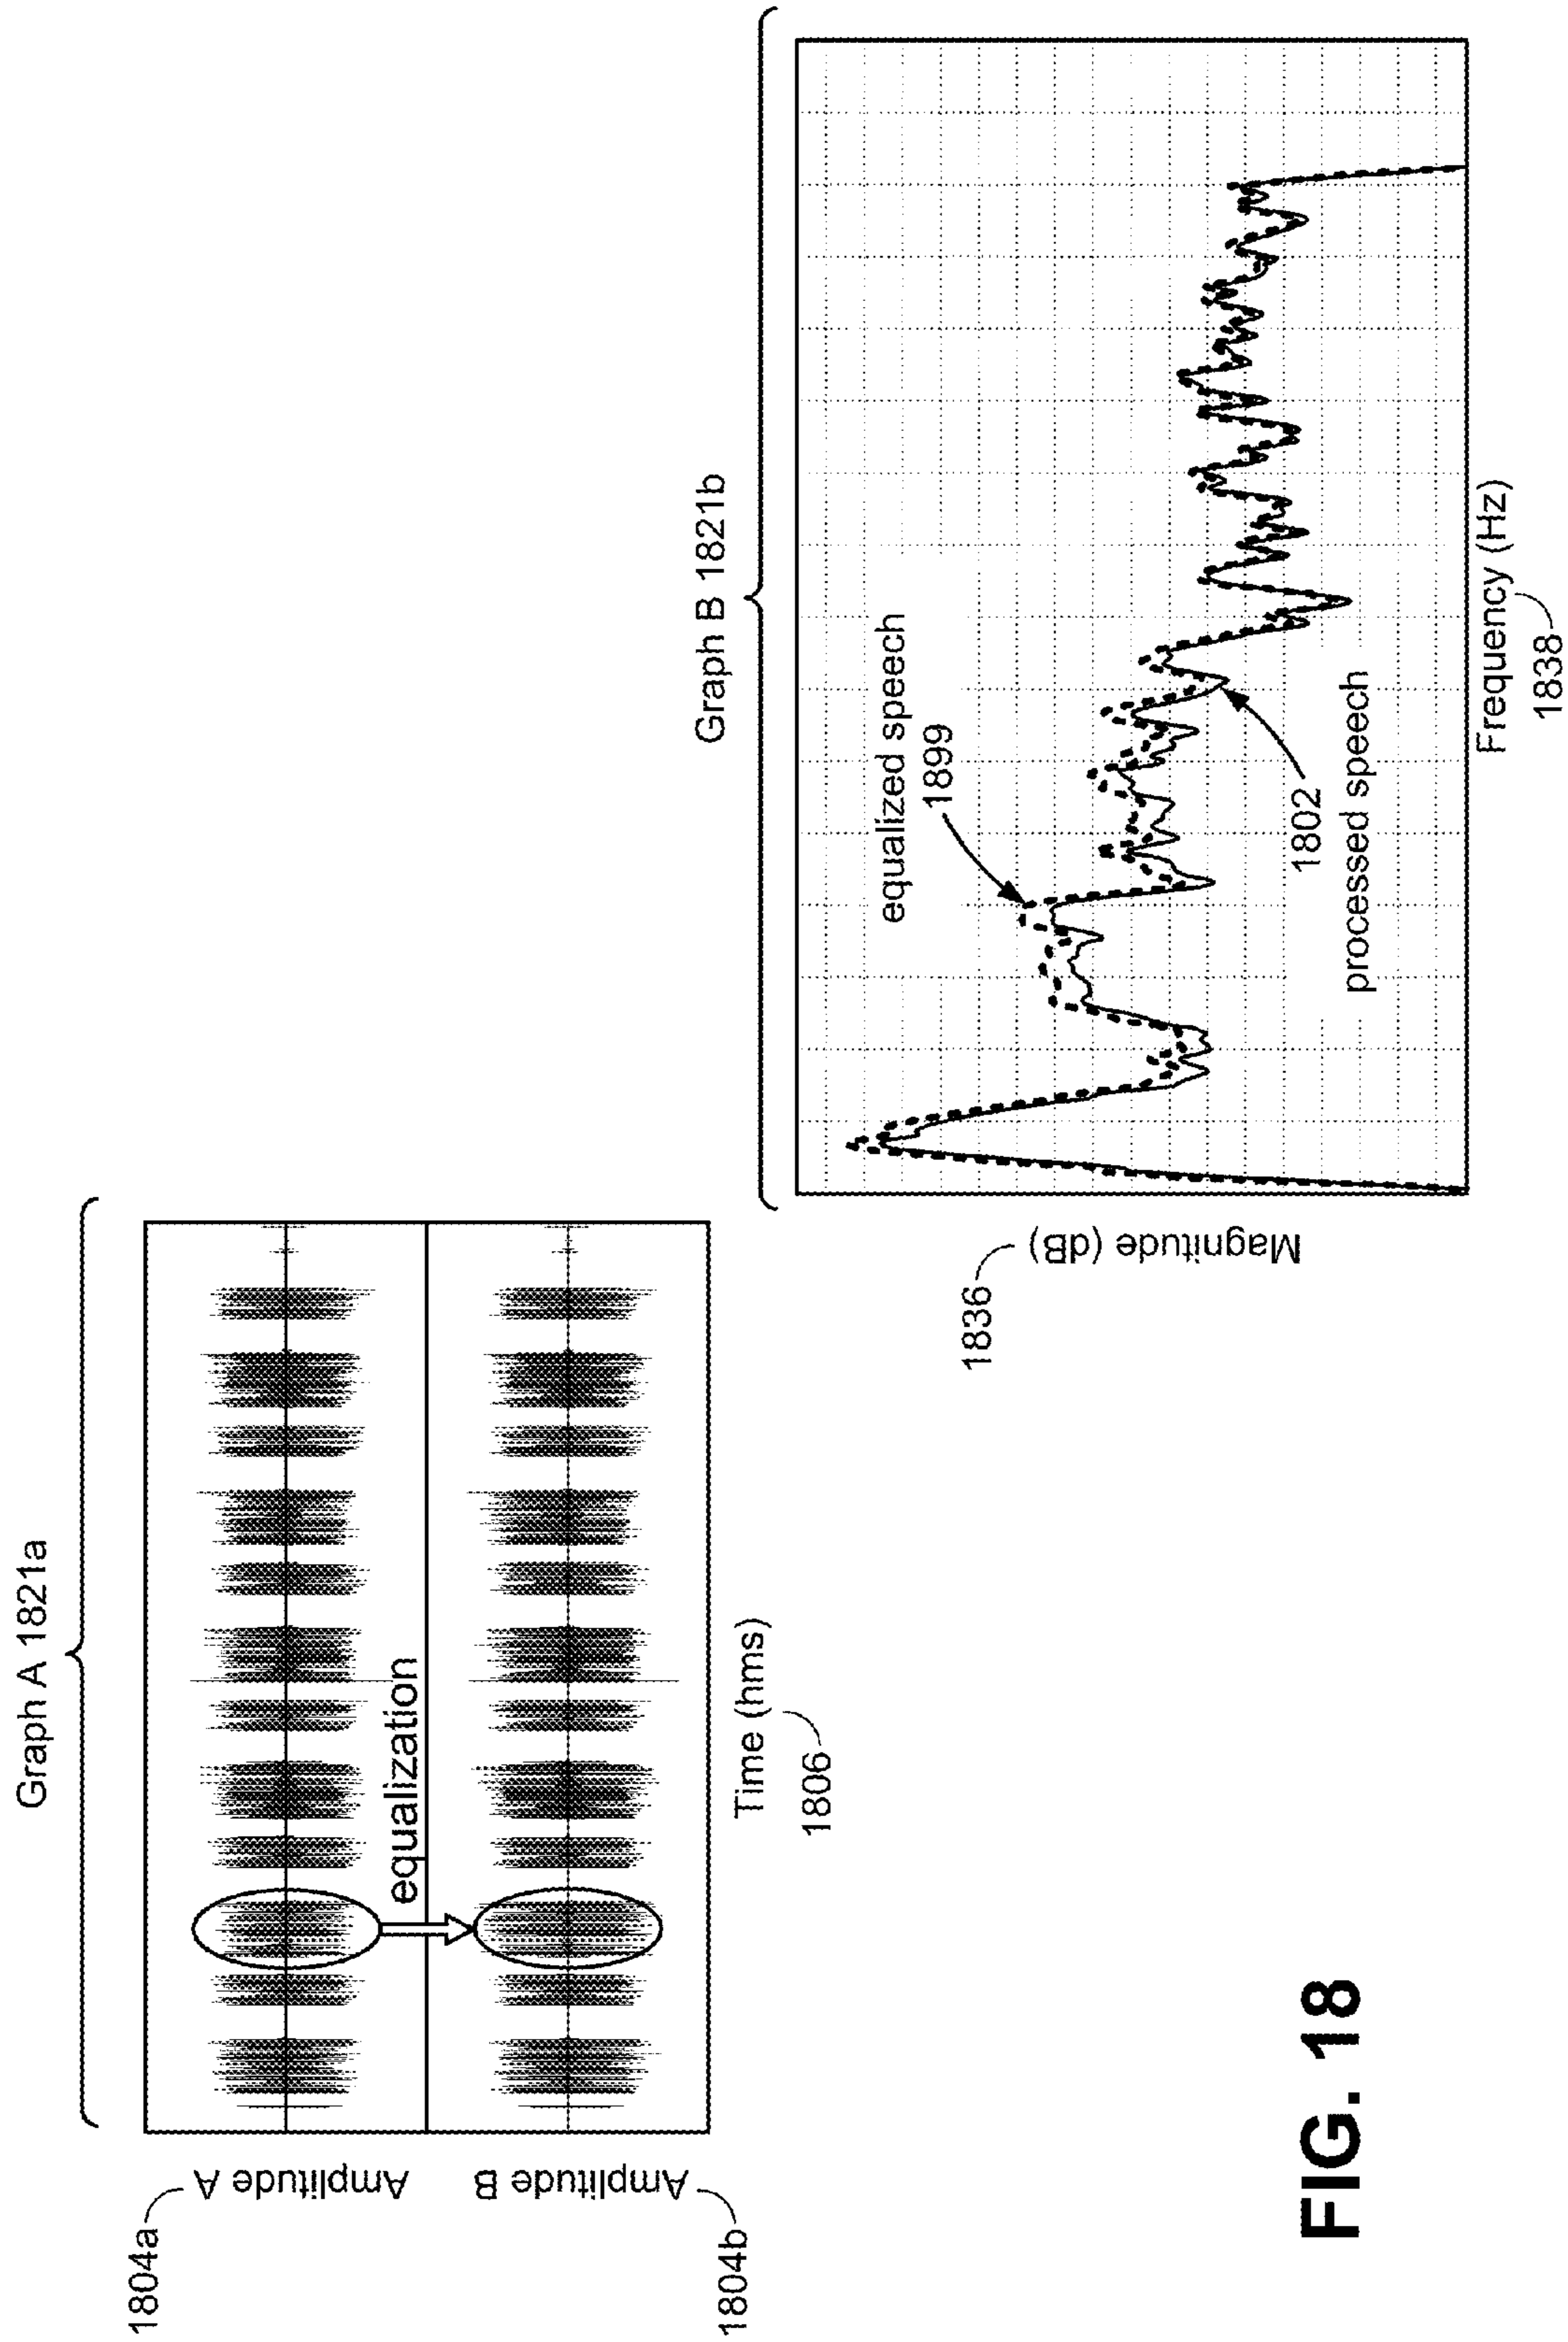 Graph A 1821a
1804a
Amplitude A
equalization
Amplitude B
1804b
Time (hms)
1806
Graph B 1821b
equalized speech
1899
1802
processed speech
1836
Magnitude (dB)
Frequency (Hz)
1838
FIG. 18